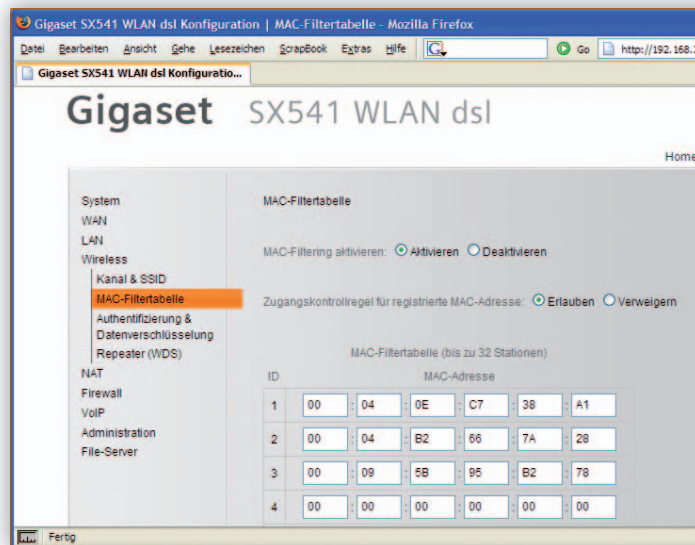 Gigaset SX541 WLAN dsl Konfiguration | MAC-Filtertabelle - Mozilla Firefox
Datei Bearbeiten Ansicht Gehe Lesezeichen ScrapBook Extras Hilfe G Go http://192.168.
Gigaset SX541 WLAN dsl Konfiguratio...
Gigaset SX541 WLAN dsl
Home
System
WAN
LAN
Wireless
Kanal & SSID
MAC-Filtertabelle
Authentifizierung &
Datenverschlüsselung
Repeater (WDS)
NAT
Firewall
VoIP
Administration
File-Server
MAC-Filtertabelle
MAC-Filtering aktivieren: Aktivieren Deaktivieren
Zugangskontrollregel für registrierte MAC-Adresse: Erlauben Verweigern
MAC-Filtertabelle (bis zu 32 Stationen)
ID MAC-Adresse
1 00 : 04 : 0E : C7 : 38 : A1
2 00 : 04 : B2 : 66 : 7A : 28
3 00 : 09 : 5B : 95 : B2 : 78
4 00 : 00 : 00 : 00 : 00 : 00
Fertig